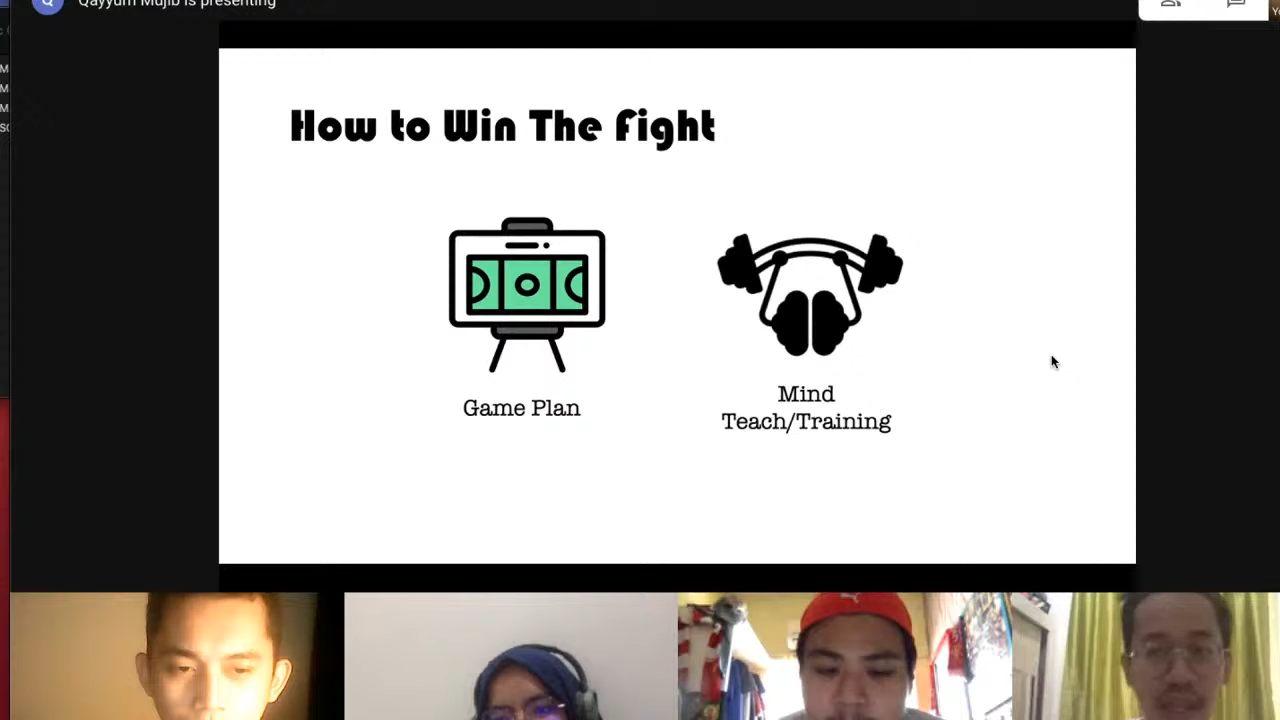 Qayyum Mujib is presenting
How to Win The Fight
Game Plan
Mind
Teach/Training